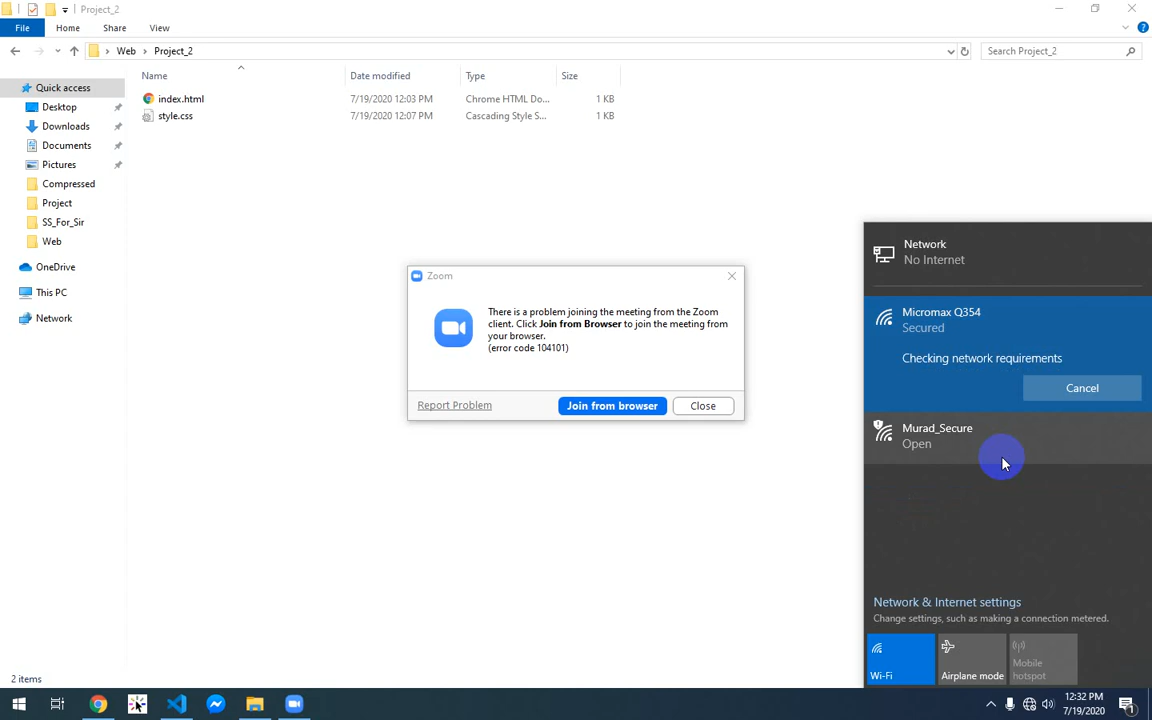 Project_2
File Home Share View
Web Project_2 Search Project_2
Name Date modified Type Size
Quick access
index.html 7/19/2020 12:03 PM Chrome HTML Do... 1 KB
Desktop
style.css 7/19/2020 12:07 PM Cascading Style S... 1 KB
Downloads
Documents
Pictures
Compressed
Project
SS_For_Sir
Web
OneDrive
This PC
Network
Zoom
There is a problem joining the meeting from the Zoom
client. Click Join from Browser to join the meeting from
your browser.
(error code 104101)
Report Problem Join from browser Close
Network
No Internet
Micromax Q354
Secured
Checking network requirements
Cancel
Murad_Secure
Open
Network & Internet settings
Change settings, such as making a connection metered.
Wi-Fi
Airplane mode
Mobile
hotspot
2 items
12:32 PM
7/19/2020
1